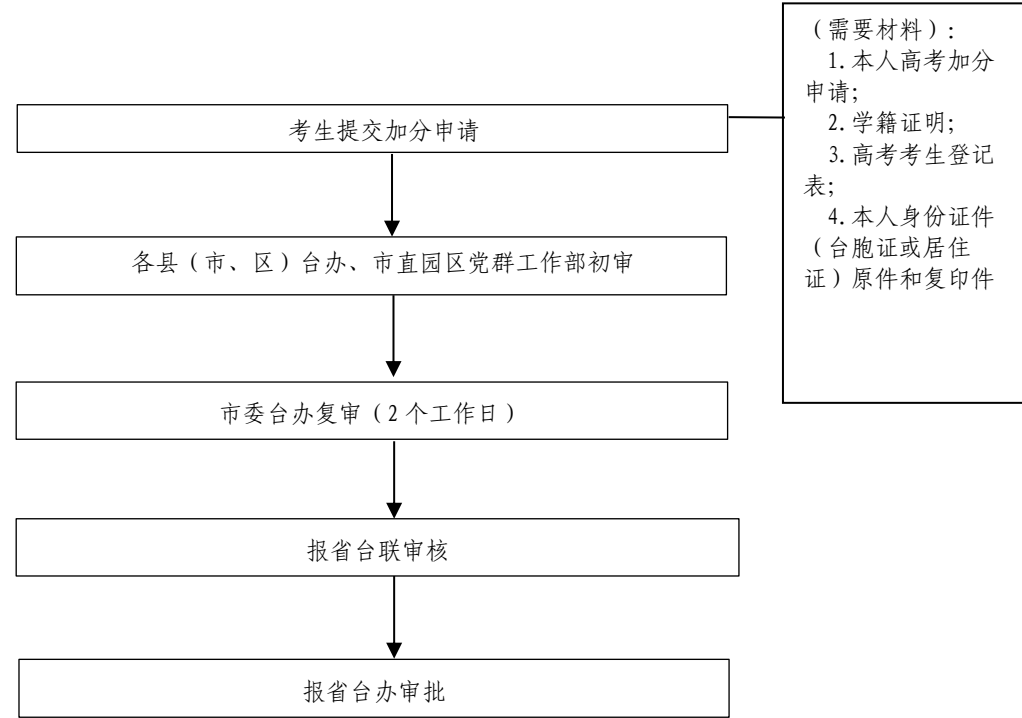 （需要材料）：
1.本人高考加分
申请；
2.学籍证明；
3.高考考生登记
表；
4.本人身份证件
（台胞证或居住
证）原件和复印件
考生提交加分申请
各县（市、区）台办、市直园区党群工作部初审
市委台办复审（2个工作日）
报省台联审核
报省台办审批